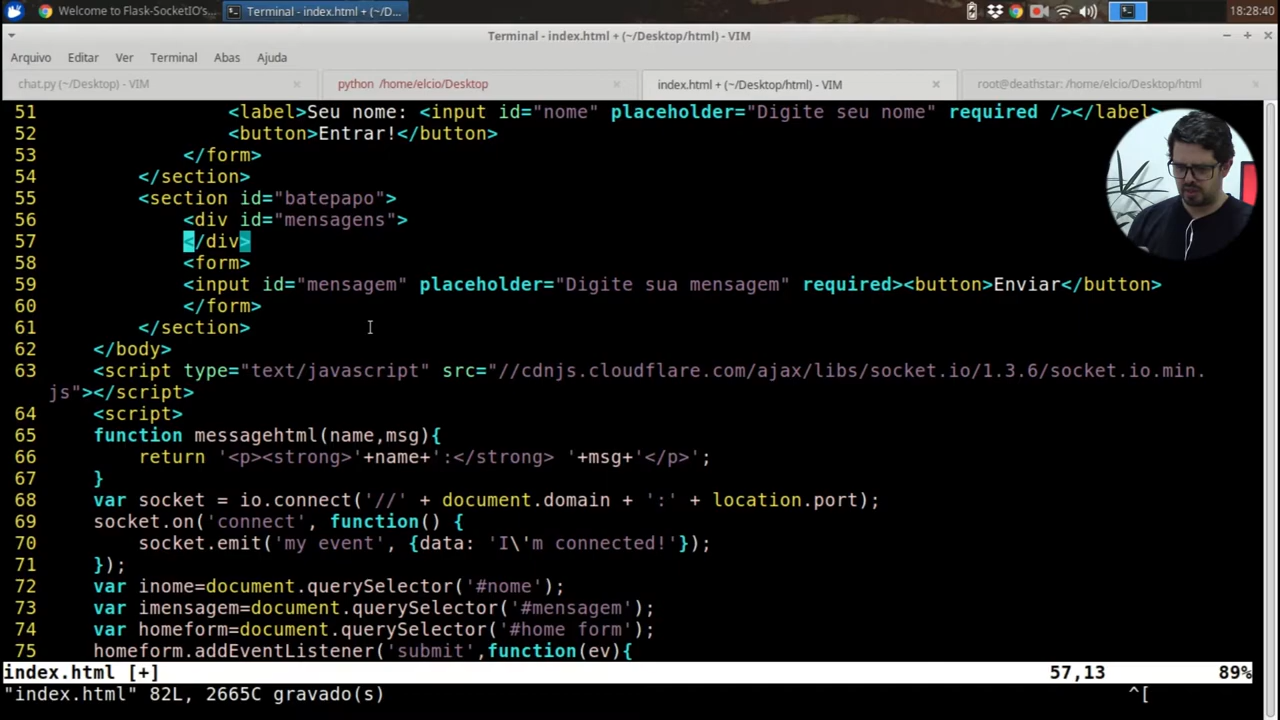 Welcome to Flask-SocketIO's...
Terminal - index.html + (~/D...
18:28:40
Terminal - index.html + (~/Desktop/html) - VIM
Arquivo Editar Ver Terminal Abas Ajuda
chat.py (~/Desktop) - VIM
python /home/elcio/Desktop
index.html + (~/Desktop/html) - VIM
root@deathstar: /home/elcio/Desktop/html
51 <label>Seu nome: <input id="nome" placeholder="Digite seu nome" required /></label>
52 <button>Entrar!</button>
53 </form>
54 </section>
55 <section id="batepapo">
56 <div id="mensagens">
57 </div>
58 <form>
59 <input id="mensagem" placeholder="Digite sua mensagem" required><button>Enviar</button>
60 </form>
61 </section>
62 </body>
63 <script type="text/javascript" src="//cdnjs.cloudflare.com/ajax/libs/socket.io/1.3.6/socket.io.min.
js"></script>
64 <script>
65 function messagehtml(name,msg){
66 return '<p><strong>'+name+':</strong> '+msg+'</p>';
67 }
68 var socket = io.connect('//' + document.domain + ':' + location.port);
69 socket.on('connect', function() {
70 socket.emit('my event', {data: 'I\'m connected!'});
71 });
72 var inome=document.querySelector('#nome');
73 var imensagem=document.querySelector('#mensagem');
74 var homeform=document.querySelector('#home form');
75 homeform.addEventListener('submit',function(ev){
index.html [+] 57,13 89%
"index.html" 82L, 2665C gravado(s) ^[